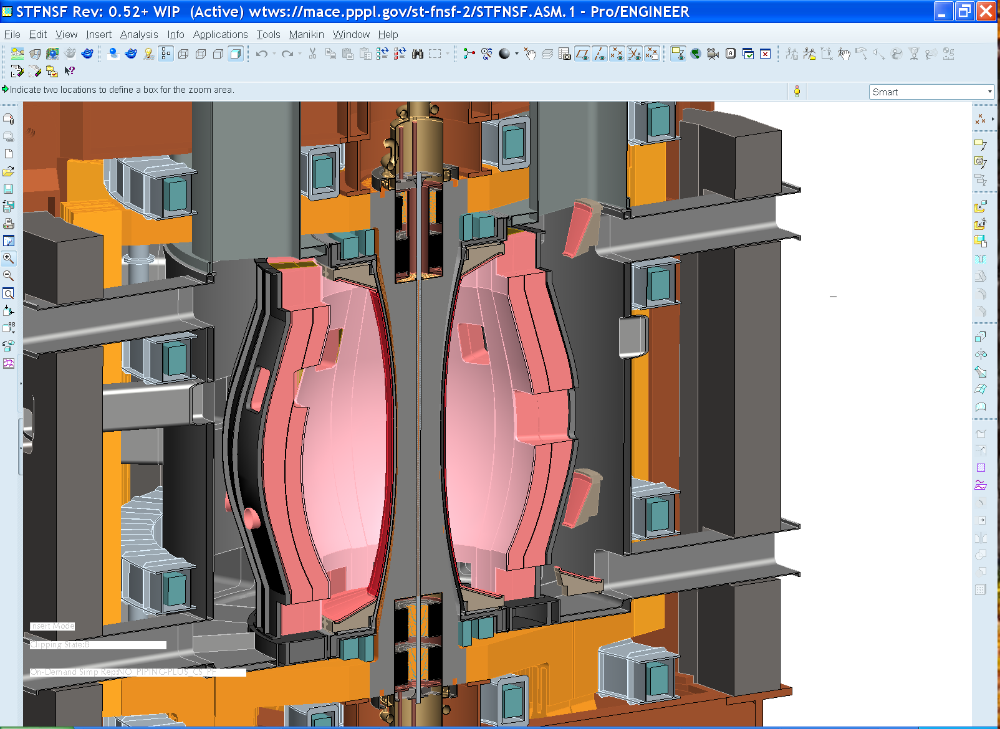 STFNSF Rev: 0.52+ WIP (Active) wtws://mace.pppl.gov/st-fnsf-2/STFNSF.ASM.1 - Pro/ENGINEER
File Edit View Insert Analysis Info Applications Tools Manikin Window Help
Indicate two locations to define a box for the zoom area.
Smart
Insert Mode
Clipping State:B
On-Demand Simp Rep:NO_PIPING-PLUS_CS_PF